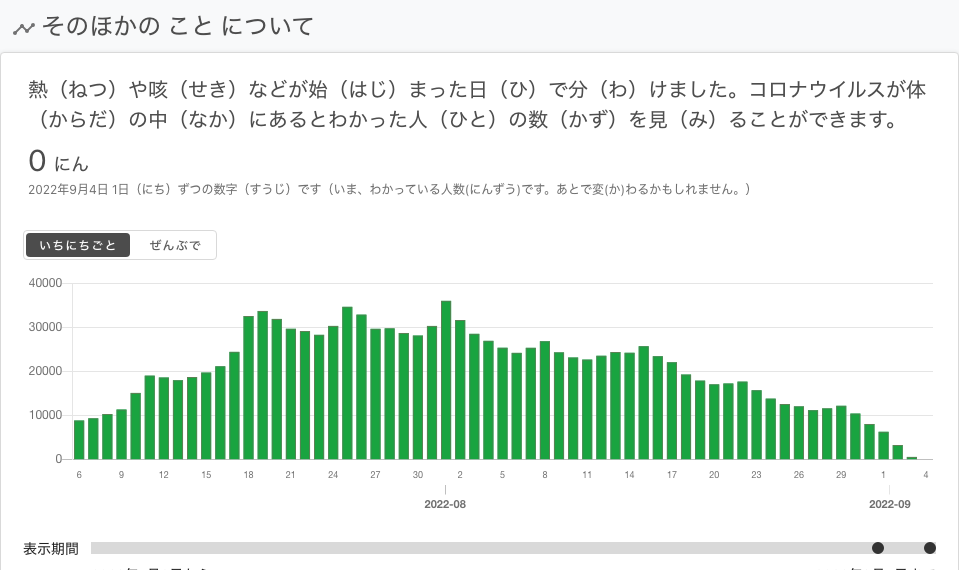 そのほかの こと について
熱（ねつ）や咳（せき）などが始（はじ）まった日（ひ）で分（わ）けました。コロナウイルスが体
（からだ）の中（なか）にあるとわかった人（ひと）の数（かず）を見（み）ることができます。
0 にん
2022年9月4日 1日（にち）ずつの数字（すうじ）です（いま、わかっている人数(にんずう)です。あとで変(か)わるかもしれません。）
いちにちごと ぜんぶで
40000
30000
20000
10000
0
6 9 12 15 18 21 24 27 30 2 5 8 11 14 17 20 23 26 29 1 4
2022-08 2022-09
表示期間